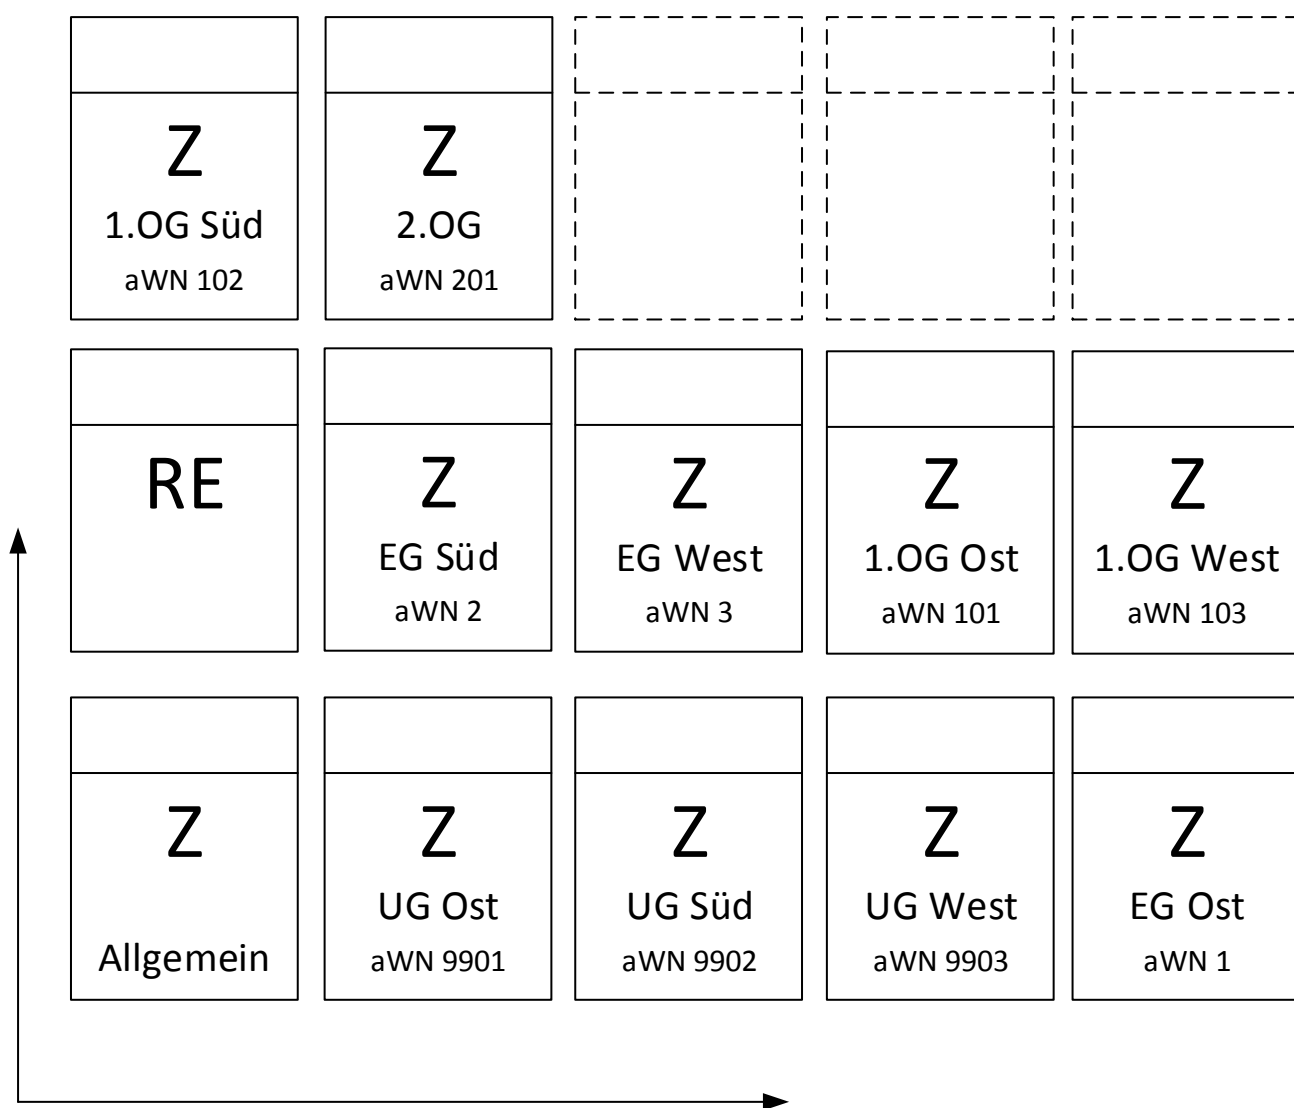 Z
1.OG Süd
aWN 102
Z
2.OG
aWN 201
RE
Z
EG Süd
aWN 2
Z
EG West
aWN 3
Z
1.OG Ost
aWN 101
Z
1.OG West
aWN 103
Z
Allgemein
Z
UG Ost
aWN 9901
Z
UG Süd
aWN 9902
Z
UG West
aWN 9903
Z
EG Ost
aWN 1